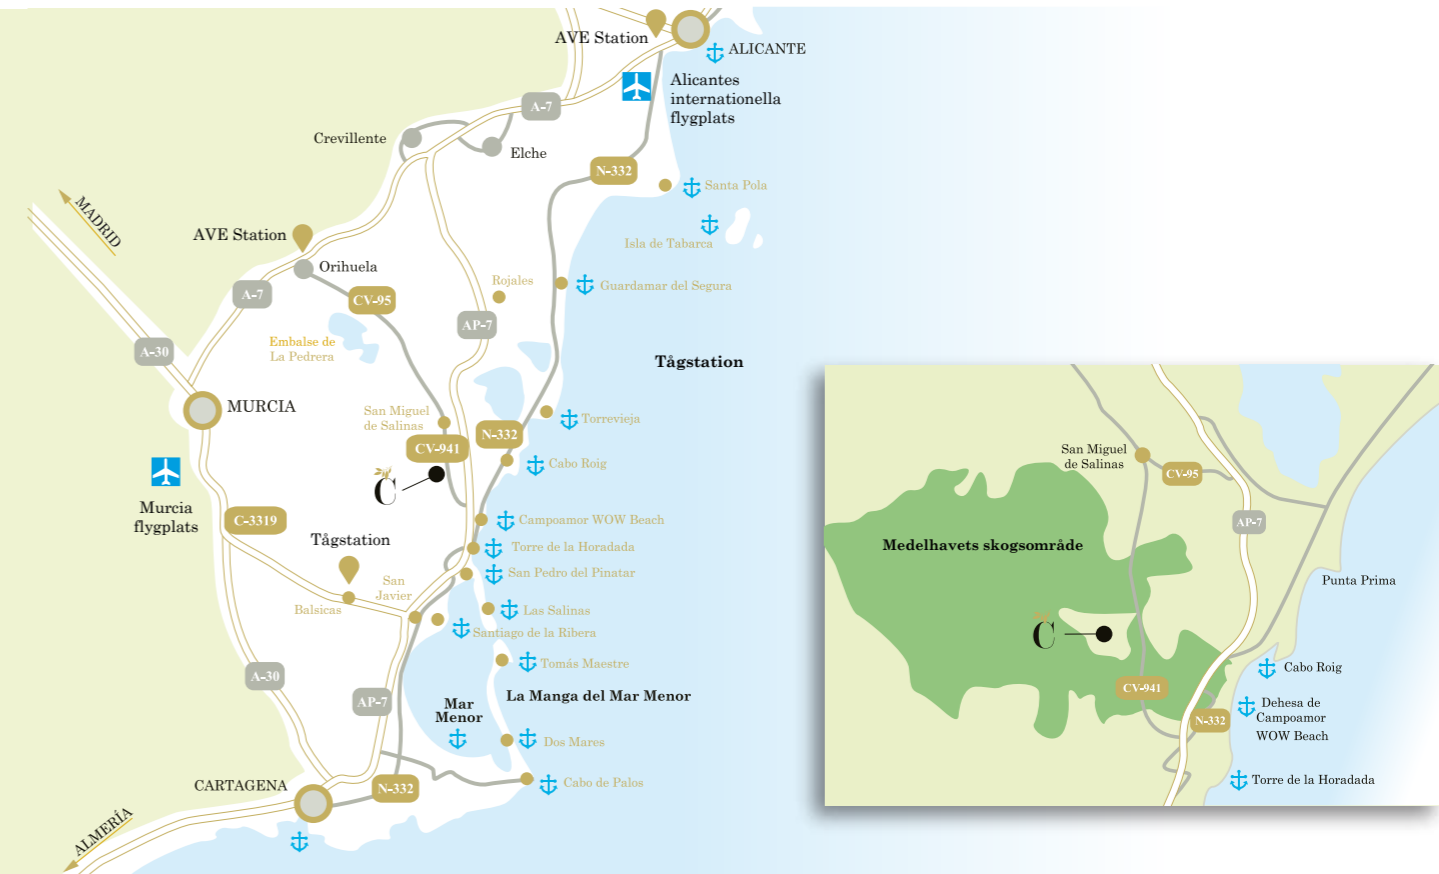 AVE Station
ALICANTE
Alicantes
internationella
flygplats
A-7
Crevillente
Elche
N-332
Santa Pola
MADRID
AVE Station
Isla de Tabarca
Orihuela
A-7
CV-95
Rojales
Guardamar del Segura
AP-7
Embalse de
La Pedrera
A-30
Tågstation
MURCIA
San Miguel
de Salinas
Torrevieja
N-332
CV-941
Cabo Roig
C
Murcia
flygplats
C-3319
Campoamor WOW Beach
Tågstation
Torre de la Horadada
San Pedro del Pinatar
San
Javier
Balsicas
Las Salinas
Santiago de la Ribera
Tomás Maestre
A-30
AP-7
La Manga del Mar Menor
Mar
Menor
Dos Mares
CARTAGENA
N-332
Cabo de Palos
ALMERÍA
San Miguel
de Salinas
CV-95
AP-7
Medelhavets skogsområde
Punta Prima
C
Cabo Roig
CV-941
Dehesa de
Campoamor
WOW Beach
N-332
Torre de la Horadada